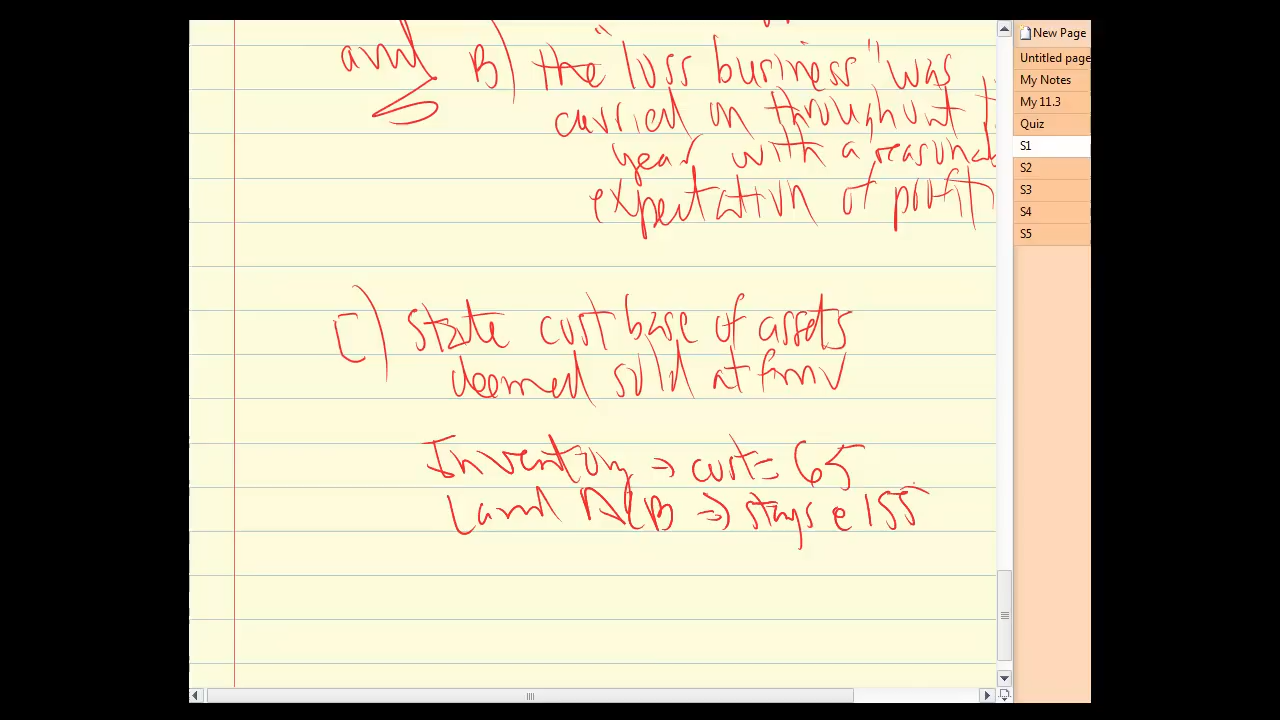 and B) the "loss business" was
carried on throughout
year with a reasonab
expectation of profit
C) State cost base of assets
deemed sold at fmv
Inventory => cost = 65
Land ACB => stays @ 155
New Page
Untitled page
My Notes
My 11.3
Quiz
S1
S2
S3
S4
S5